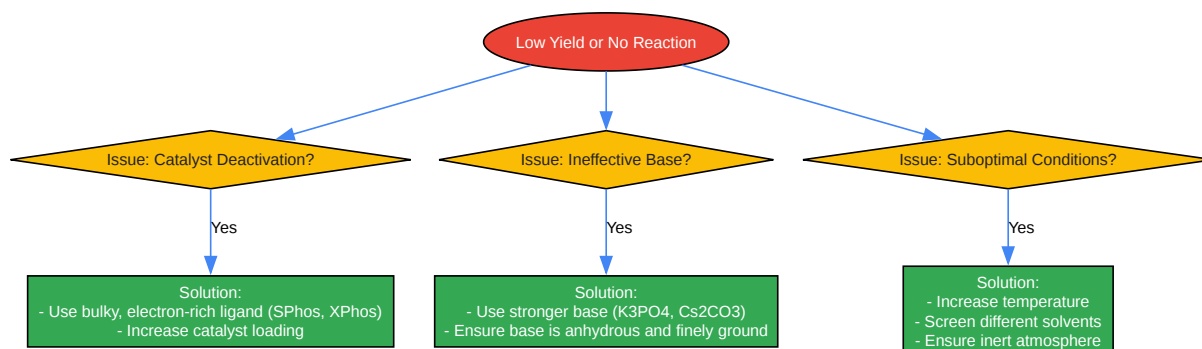 Low Yield or No Reaction
Issue: Catalyst Deactivation?
Issue: Ineffective Base?
Issue: Suboptimal Conditions?
Yes
Yes
Yes
Solution:
- Use bulky, electron-rich ligand (SPhos, XPhos)
- Increase catalyst loading
Solution:
- Use stronger base (K3PO4, Cs2CO3)
- Ensure base is anhydrous and finely ground
Solution:
- Increase temperature
- Screen different solvents
- Ensure inert atmosphere